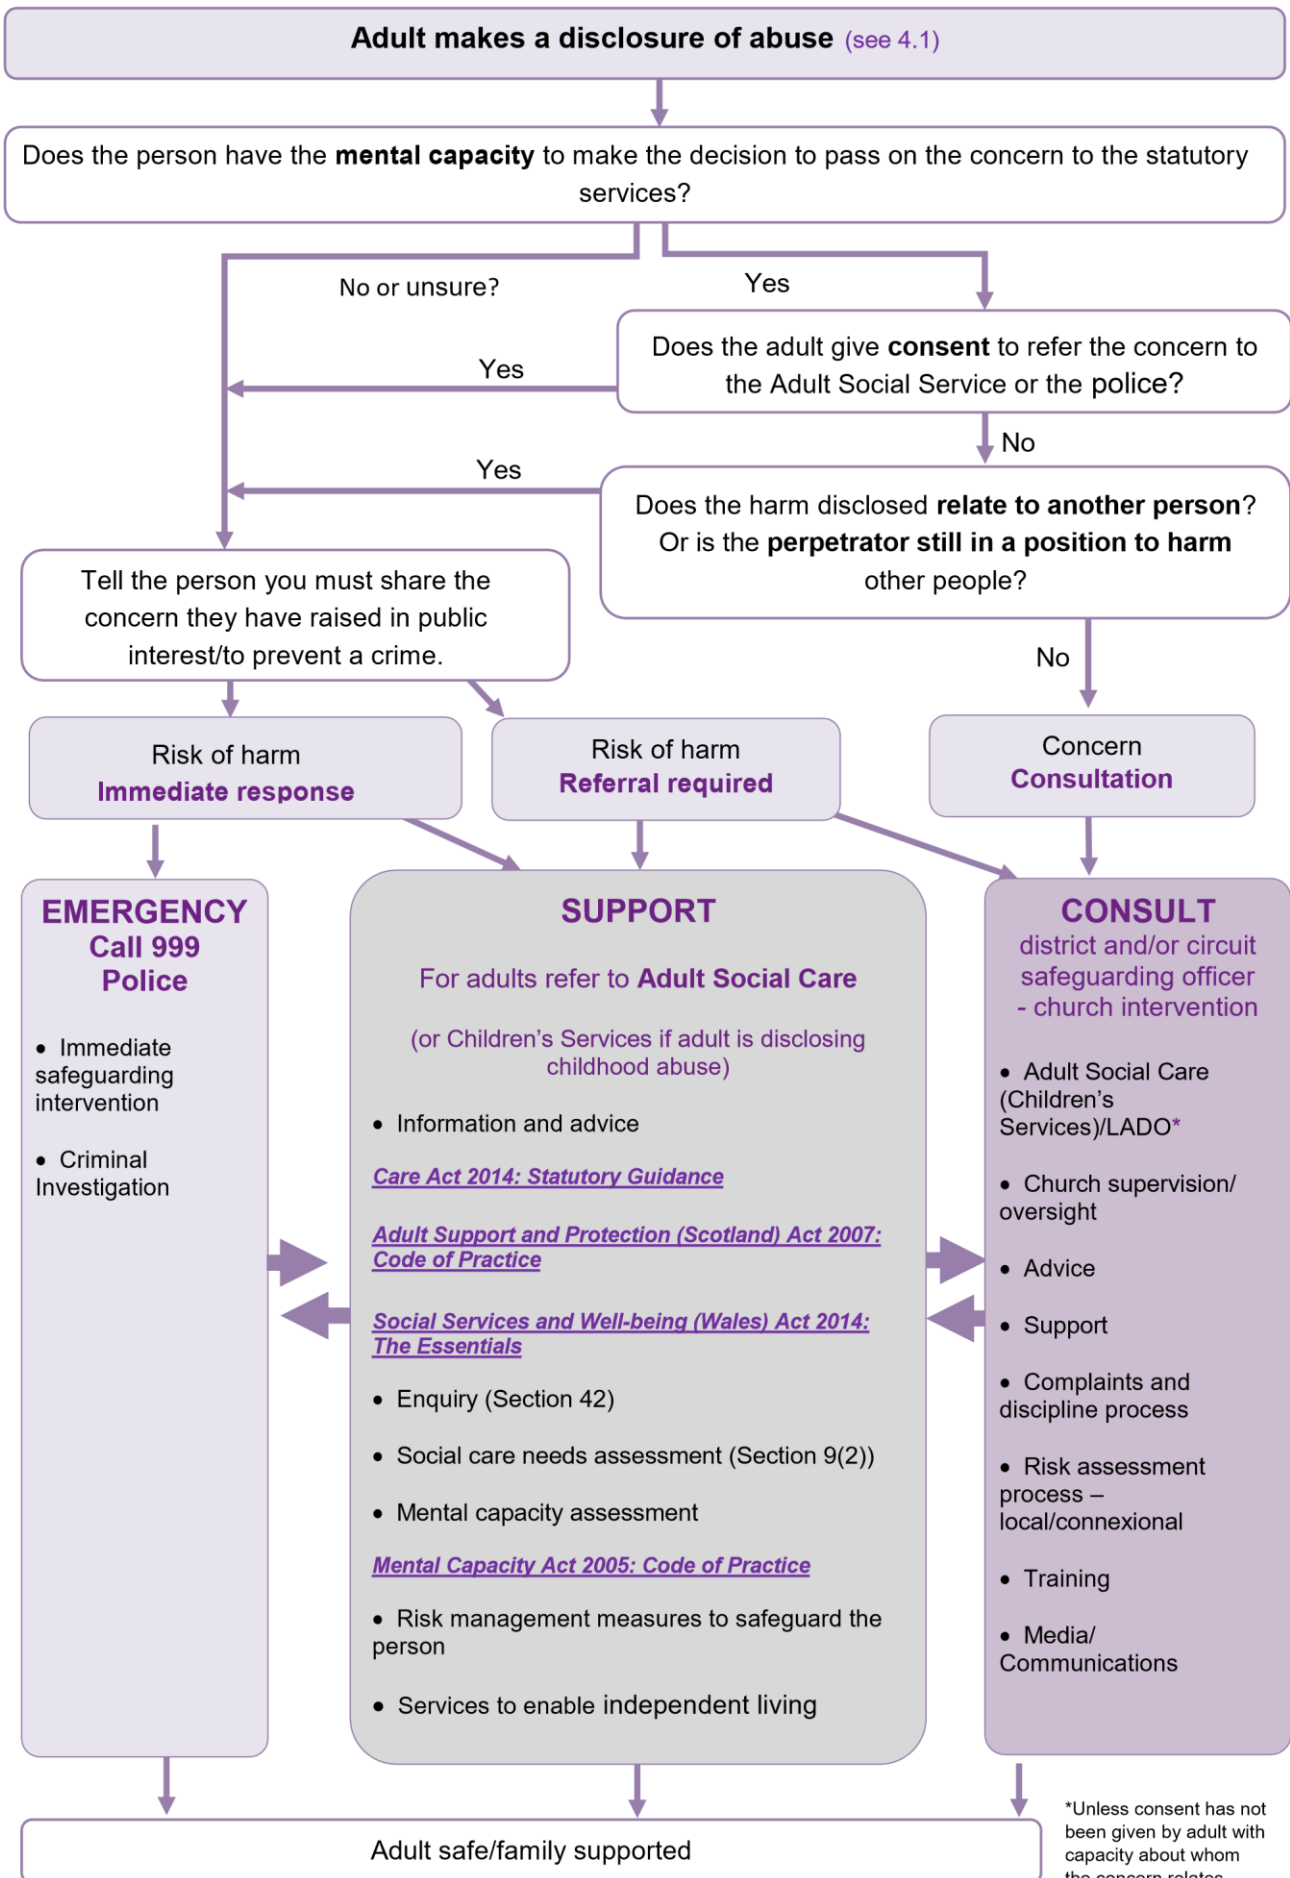 Adult makes a disclosure of abuse (see 4.1)
Does the person have the mental capacity to make the decision to pass on the concern to the statutory
services?
No or unsure?
Yes
Does the adult give consent to refer the concern to
the Adult Social Service or the police?
Yes
No
Does the harm disclosed relate to another person?
Or is the perpetrator still in a position to harm
other people?
Yes
No
Tell the person you must share the
concern they have raised in public
interest/to prevent a crime.
Risk of harm
Immediate response
Risk of harm
Referral required
Concern
Consultation
EMERGENCY
Call 999
Police
• Immediate
safeguarding
intervention
• Criminal
Investigation
SUPPORT
For adults refer to Adult Social Care
(or Children's Services if adult is disclosing
childhood abuse)
• Information and advice
Care Act 2014: Statutory Guidance
Adult Support and Protection (Scotland) Act 2007:
Code of Practice
Social Services and Well-being (Wales) Act 2014:
The Essentials
• Enquiry (Section 42)
• Social care needs assessment (Section 9(2))
• Mental capacity assessment
Mental Capacity Act 2005: Code of Practice
• Risk management measures to safeguard the
person
• Services to enable independent living
CONSULT
district and/or circuit
safeguarding officer
- church intervention
• Adult Social Care
(Children's
Services)/LADO*
• Church supervision/
oversight
• Advice
• Support
• Complaints and
discipline process
• Risk assessment
process –
local/connexional
• Training
• Media/
Communications
Adult safe/family supported
*Unless consent has not
been given by adult with
capacity about whom
the concern relates